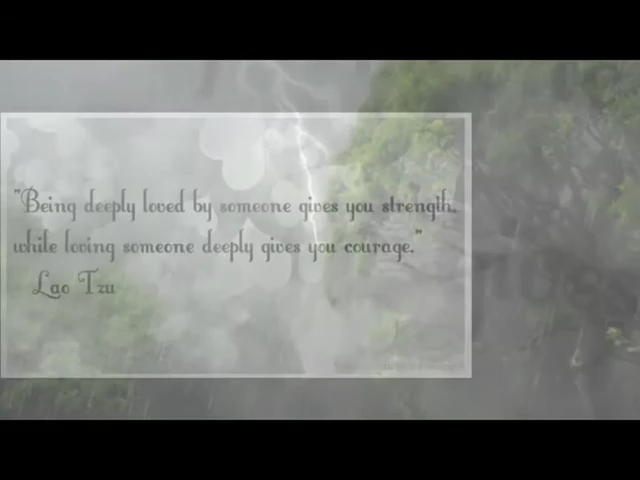 "Being deeply loved by someone gives you strength,
while loving someone deeply gives you courage."
Lao Tzu